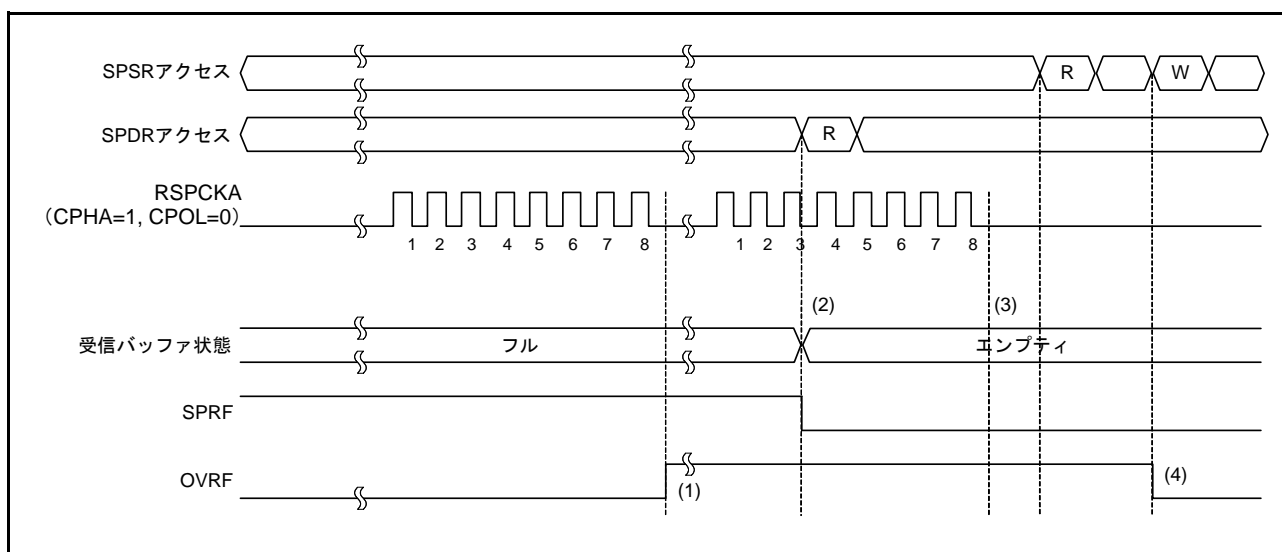 SPSRアクセス
R
W
SPDRアクセス
R
RSPCKA
（CPHA=1, CPOL=0）
1 2 3 4 5 6 7 8
1 2 3 4 5 6 7 8
(2)
(3)
受信バッファ状態
フル
エンプティ
SPRF
OVRF
(1)
(4)